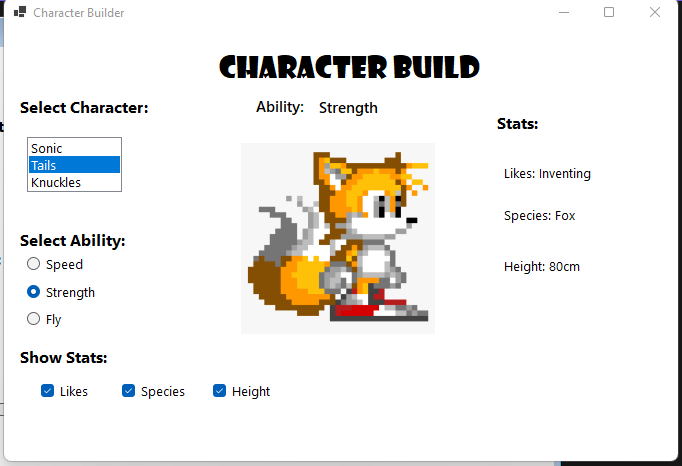 Character Builder
CHARACTER BUILD
Select Character:
Sonic
Tails
Knuckles
Ability: Strength
Stats:
Likes: Inventing
Species: Fox
Height: 80cm
Select Ability:
Speed
Strength
Fly
Show Stats:
Likes Species Height